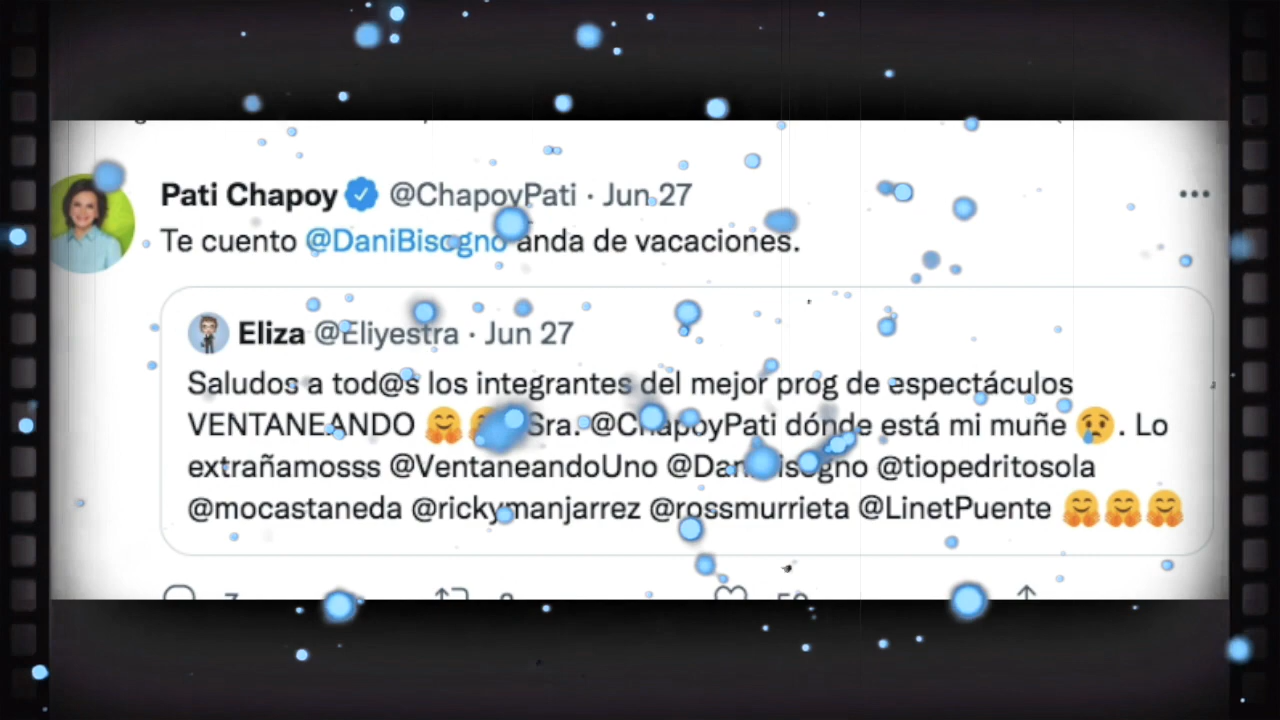 Pati Chapoy @ChapoyPati · Jun 27
Te cuento @DaniBisogno anda de vacaciones.
Eliza @Eliyestra · Jun 27
Saludos a tod@s los integrantes del mejor prog de espectáculos
VENTANEANDO 🤗🤗 Sra. @ChapoyPati dónde está mi muñe 😢. Lo
extrañamosss @VentaneandoUno @DaniBisogno @tiopedritosola
@mocastaneda @rickymanjarrez @rossmurrieta @LinetPuente 🤗🤗🤗